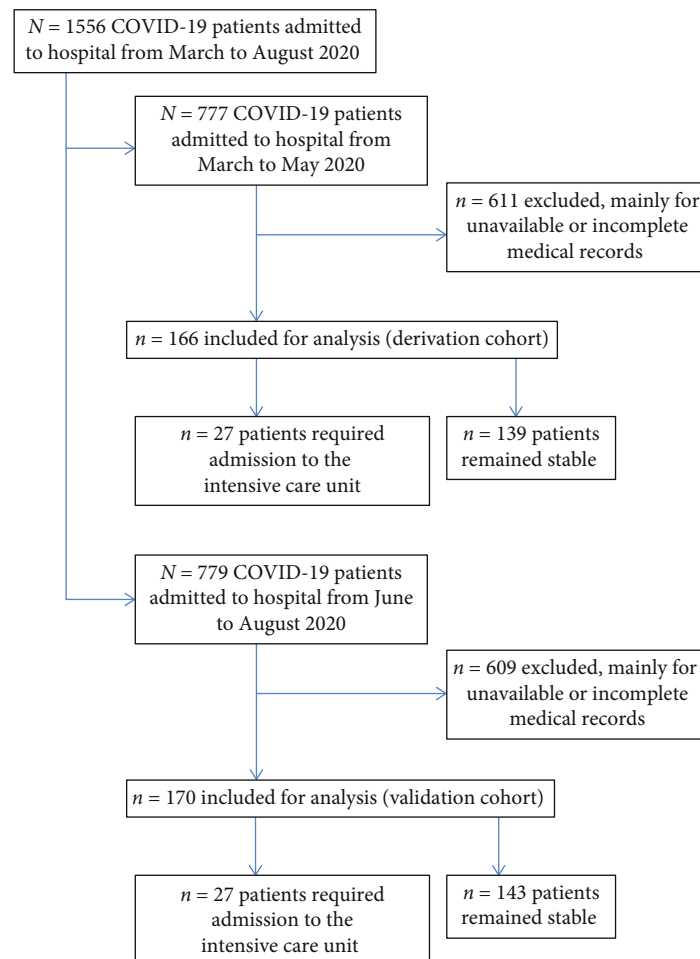 N = 1556 COVID-19 patients admitted
to hospital from March to August 2020
N = 777 COVID-19 patients
admitted to hospital from
March to May 2020
n = 611 excluded, mainly for
unavailable or incomplete
medical records
n = 166 included for analysis (derivation cohort)
n = 27 patients required
admission to the
intensive care unit
n = 139 patients
remained stable
N = 779 COVID-19 patients
admitted to hospital from June
to August 2020
n = 609 excluded, mainly for
unavailable or incomplete
medical records
n = 170 included for analysis (validation cohort)
n = 27 patients required
admission to the
intensive care unit
n = 143 patients
remained stable